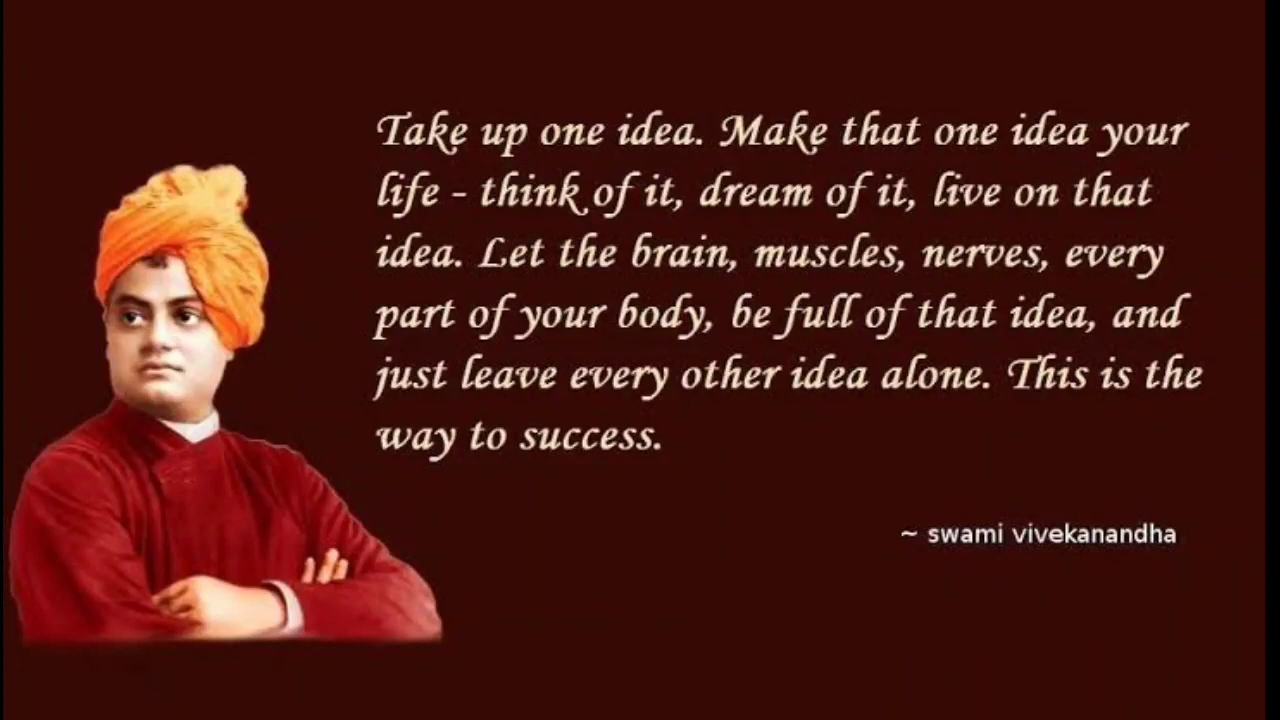 Take up one idea. Make that one idea your
life - think of it, dream of it, live on that
idea. Let the brain, muscles, nerves, every
part of your body, be full of that idea, and
just leave every other idea alone. This is the
way to success.
~ swami vivekanandha